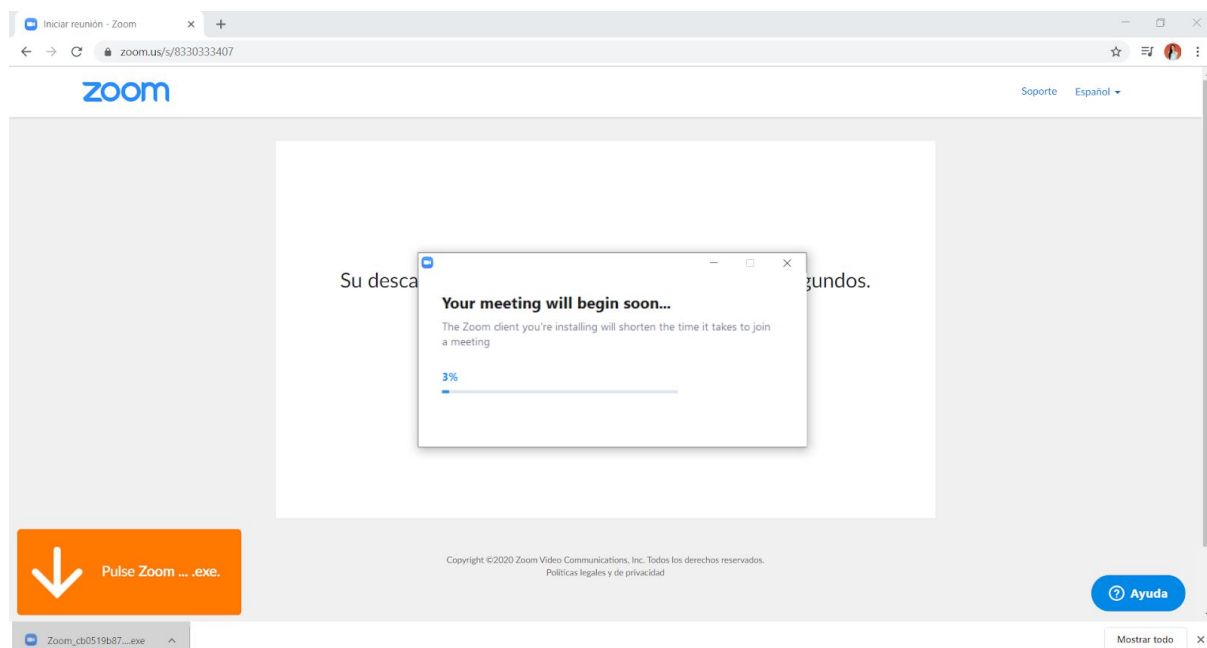 Iniciar reunión - Zoom
zoom.us/s/8330333407
zoom
Soporte Español
Su desca
gundos.
Your meeting will begin soon...
The Zoom client you're installing will shorten the time it takes to join
a meeting
3%
Pulse Zoom ... .exe.
Copyright ©2020 Zoom Video Communications, Inc. Todos los derechos reservados.
Políticas legales y de privacidad
Ayuda
Zoom_cb0519b87....exe
Mostrar todo